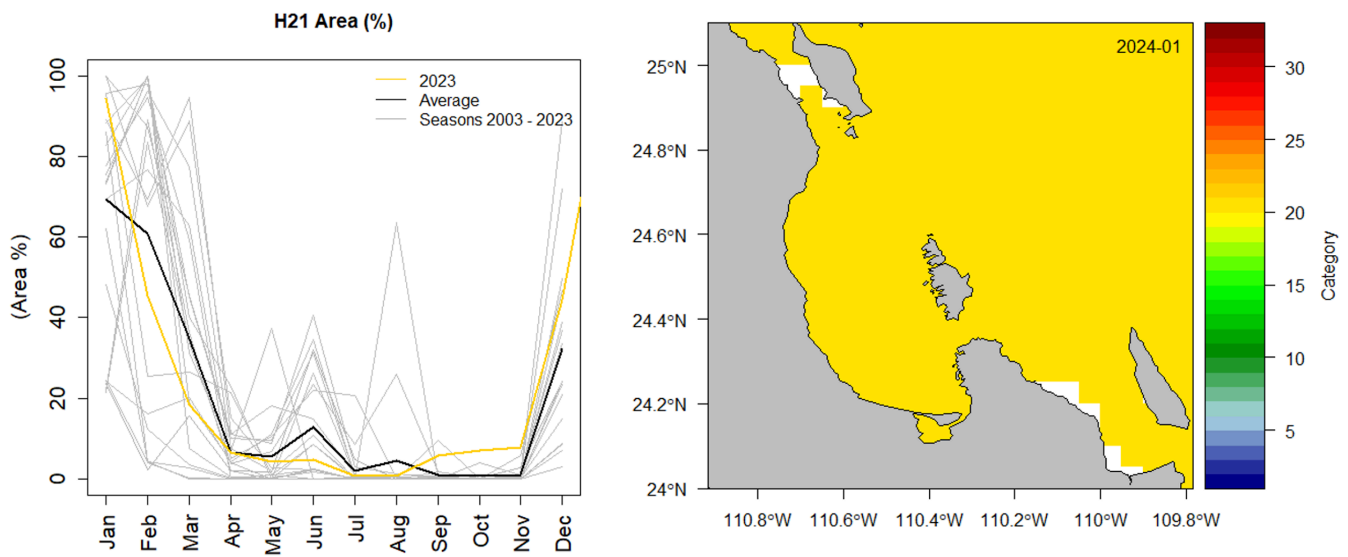 H21 Area (%)
(Area %)
100
80
60
40
20
0
2023
Average
Seasons 2003 - 2023
Jan
Feb
Mar
Apr
May
Jun
Jul
Aug
Sep
Oct
Nov
Dec
2024-01
25°N
24.8°N
24.6°N
24.4°N
24.2°N
24°N
110.8°W
110.6°W
110.4°W
110.2°W
110°W
109.8°W
30
25
20
15
10
5
Category